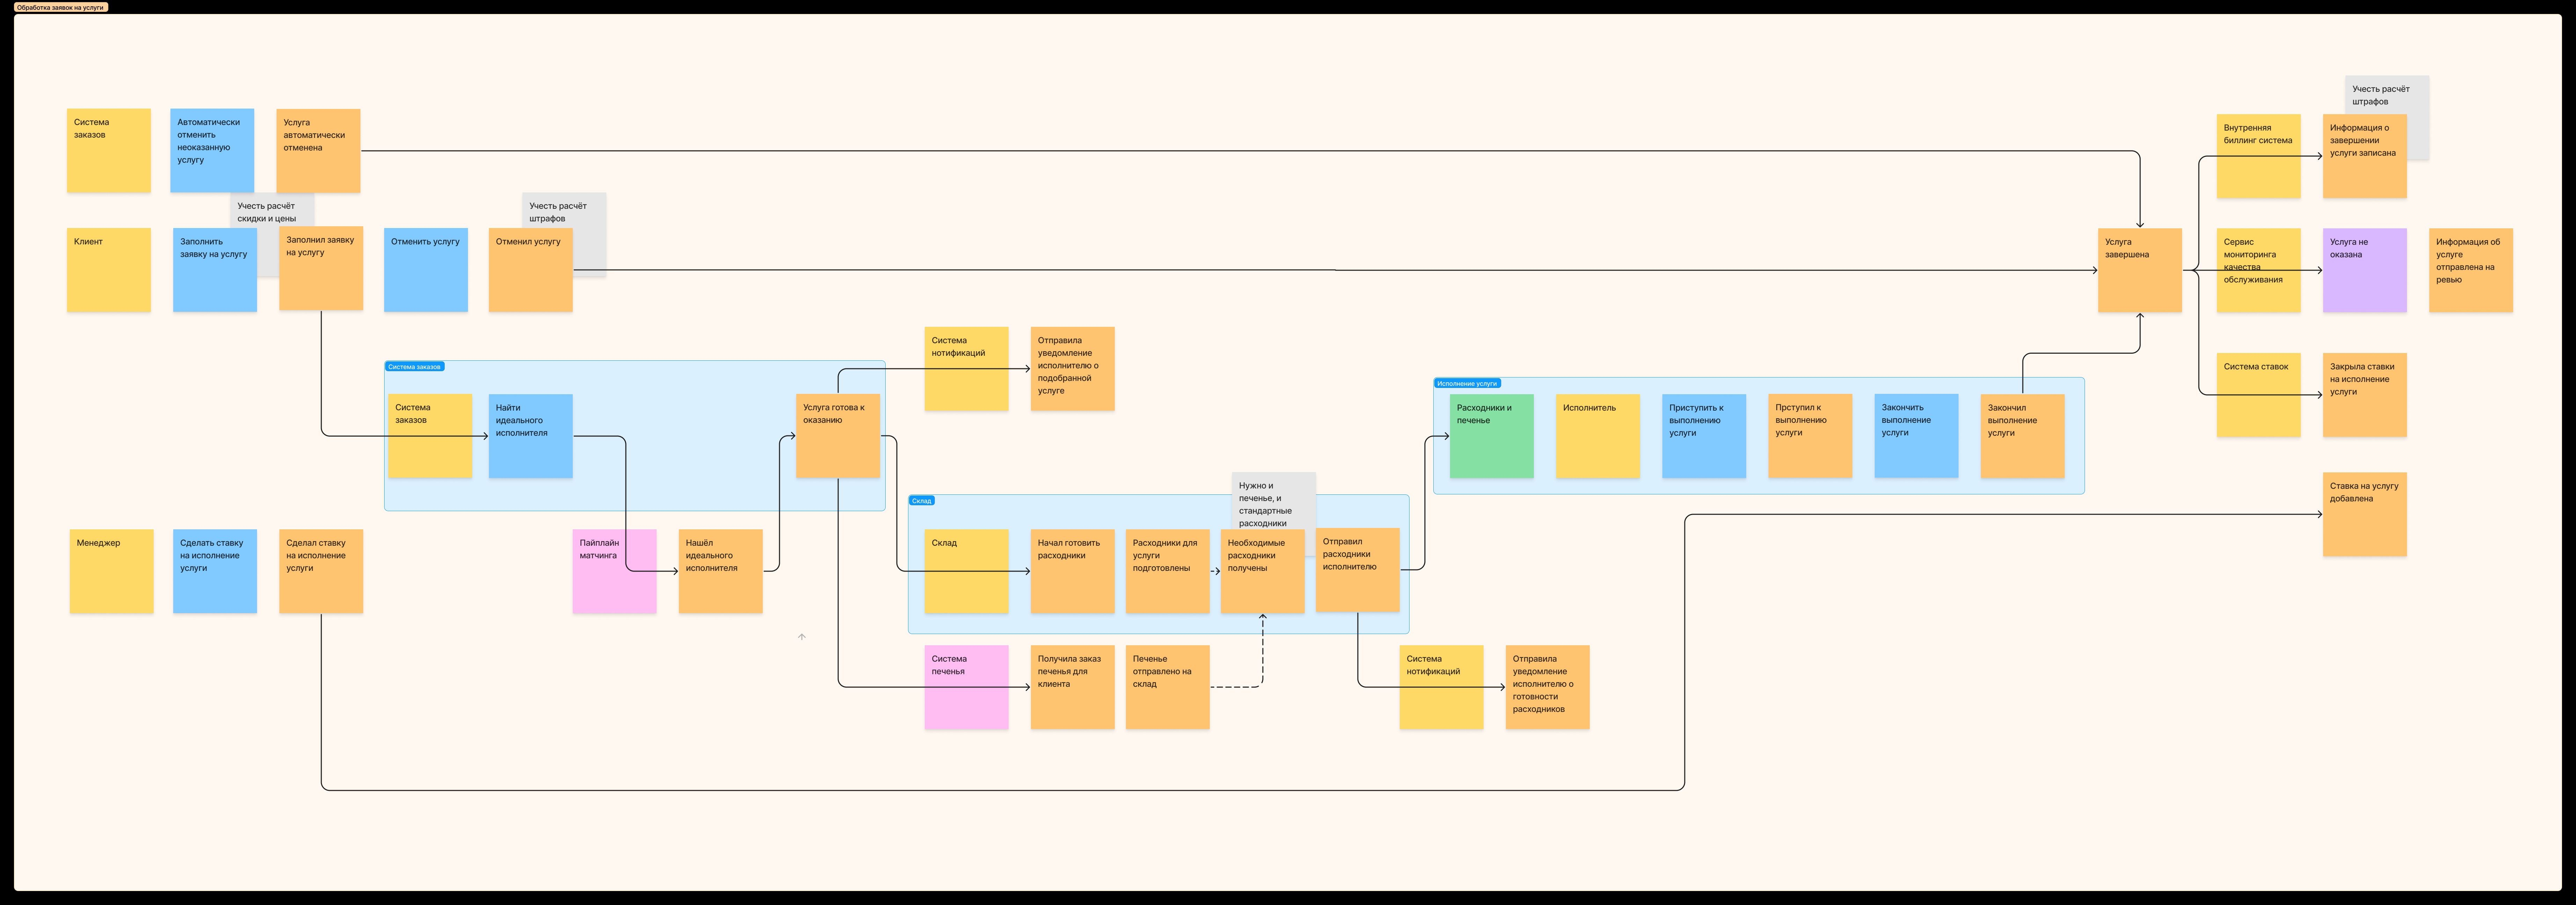 Обработка заявок на услуги
Учесть расчёт
штрафов
Система
заказов
Автоматически
отменить
неоказанную
услугу
Услуга
автоматически
отменена
Внутренняя
биллинг система
Информация о
завершении
услуги записана
Учесть расчёт
скидки и цены
Учесть расчёт
штрафов
Клиент
Заполнить
заявку на услугу
Заполнил заявку
на услугу
Отменить услугу
Отменил услугу
Услуга
завершена
Сервис
мониторинга
качества
обслуживания
Услуга не
оказана
Информация об
услуге
отправлена на
ревью
Система
нотификаций
Отправила
уведомление
исполнителю о
подобранной
услуге
Система ставок
Закрыла ставки
на исполнение
услуги
Система заказов
Система
заказов
Найти
идеального
исполнителя
Услуга готова к
оказанию
Исполнение услуги
Расходники и
печенье
Исполнитель
Приступить к
выполнению
услуги
Прступил к
выполнению
услуги
Закончить
выполнение
услуги
Закончил
выполнение
услуги
Ставка на услугу
добавлена
Менеджер
Сделать ставку
на исполнение
услуги
Сделал ставку
на исполнение
услуги
Пайплайн
матчинга
Нашёл
идеального
исполнителя
Склад
Нужно и
печенье, и
стандартные
расходники
Склад
Начал готовить
расходники
Расходники для
услуги
подготовлены
Необходимые
расходники
получены
Отправил
расходники
исполнителю
Система
печенья
Получила заказ
печенья для
клиента
Печенье
отправлено на
склад
Система
нотификаций
Отправила
уведомление
исполнителю о
готовности
расходников